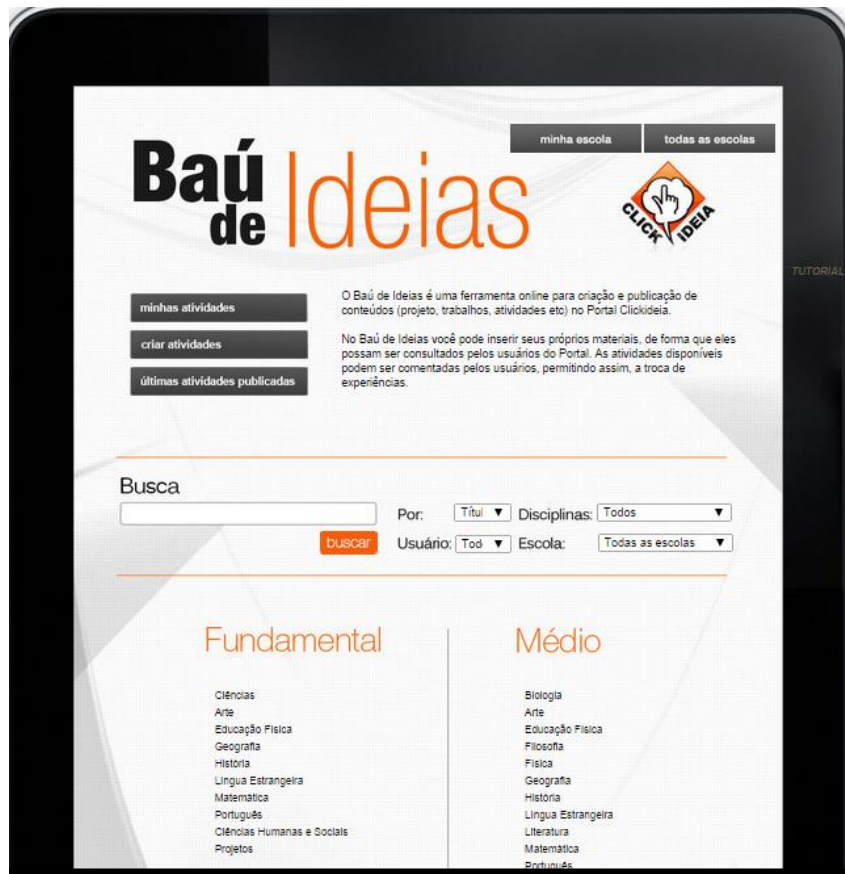 minha escola todas as escolas
Baú
de Ideias
CLICK IDEIA
TUTORIAL
minhas atividades
criar atividades
últimas atividades publicadas
O Baú de Ideias é uma ferramenta online para criação e publicação de
conteúdos (projeto, trabalhos, atividades etc) no Portal Clickideia.
No Baú de Ideias você pode inserir seus próprios materiais, de forma que eles
possam ser consultados pelos usuários do Portal. As atividades disponíveis
podem ser comentadas pelos usuários, permitindo assim, a troca de
experiências.
Busca
Por: Títul Disciplinas: Todos
buscar Usuário: Tod Escola: Todas as escolas
Fundamental
Ciências
Arte
Educação Física
Geografia
História
Língua Estrangeira
Matemática
Português
Ciências Humanas e Sociais
Projetos
Médio
Biologia
Arte
Educação Física
Filosofia
Física
Geografia
História
Língua Estrangeira
Literatura
Matemática
Português